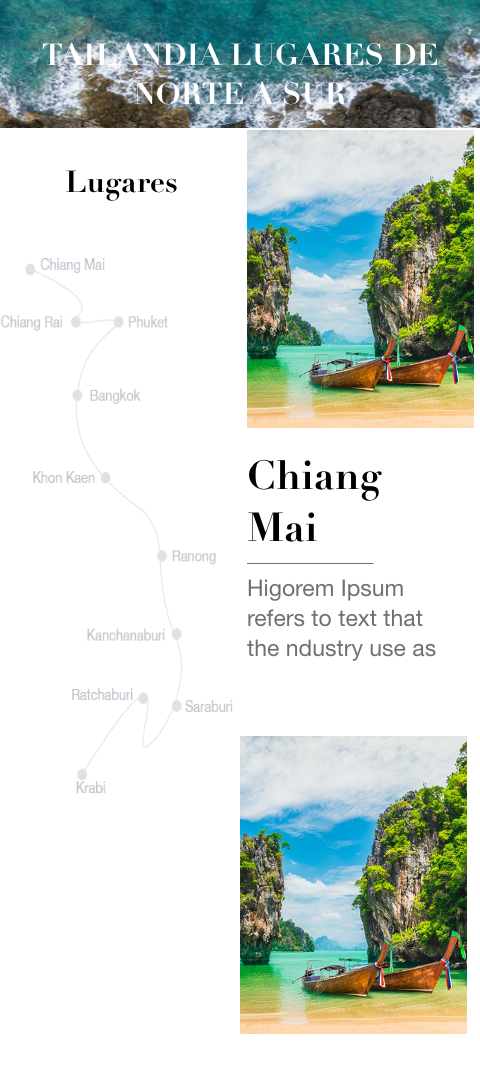 TAILANDIA LUGARES DE
NORTE A SUR
Lugares
Chiang Mai
Chiang Rai
Phuket
Bangkok
Khon Kaen
Ranong
Kanchanaburi
Ratchaburi
Saraburi
Krabi
Chiang
Mai
Higorem Ipsum
refers to text that
the ndustry use as